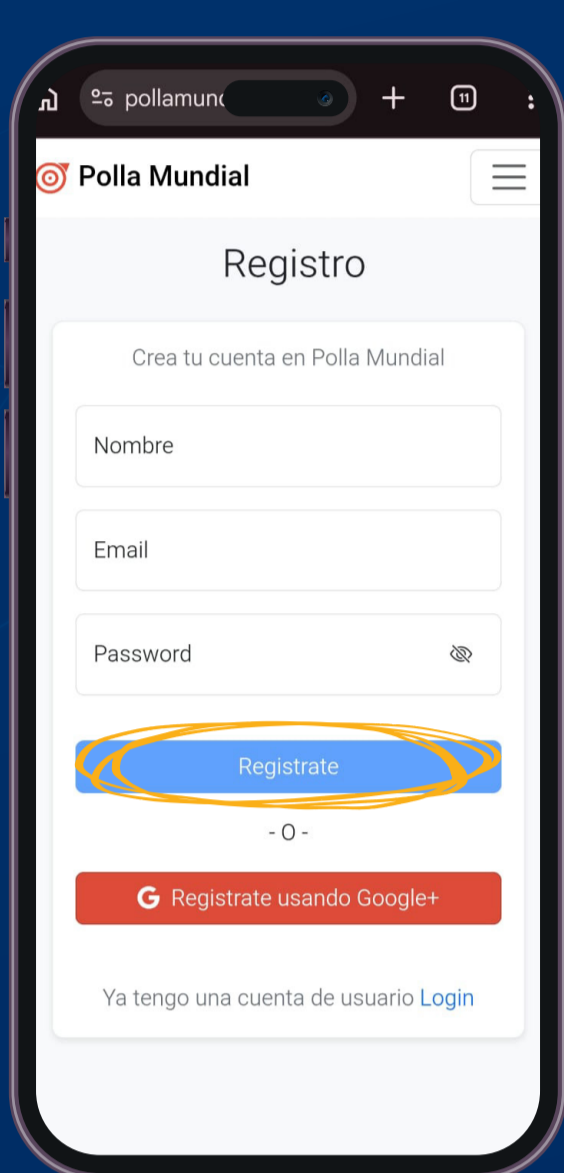 pollamund
11
Polla Mundial
Registro
Crea tu cuenta en Polla Mundial
Nombre
Email
Password
Registrate
- O -
G Registrate usando Google+
Ya tengo una cuenta de usuario Login